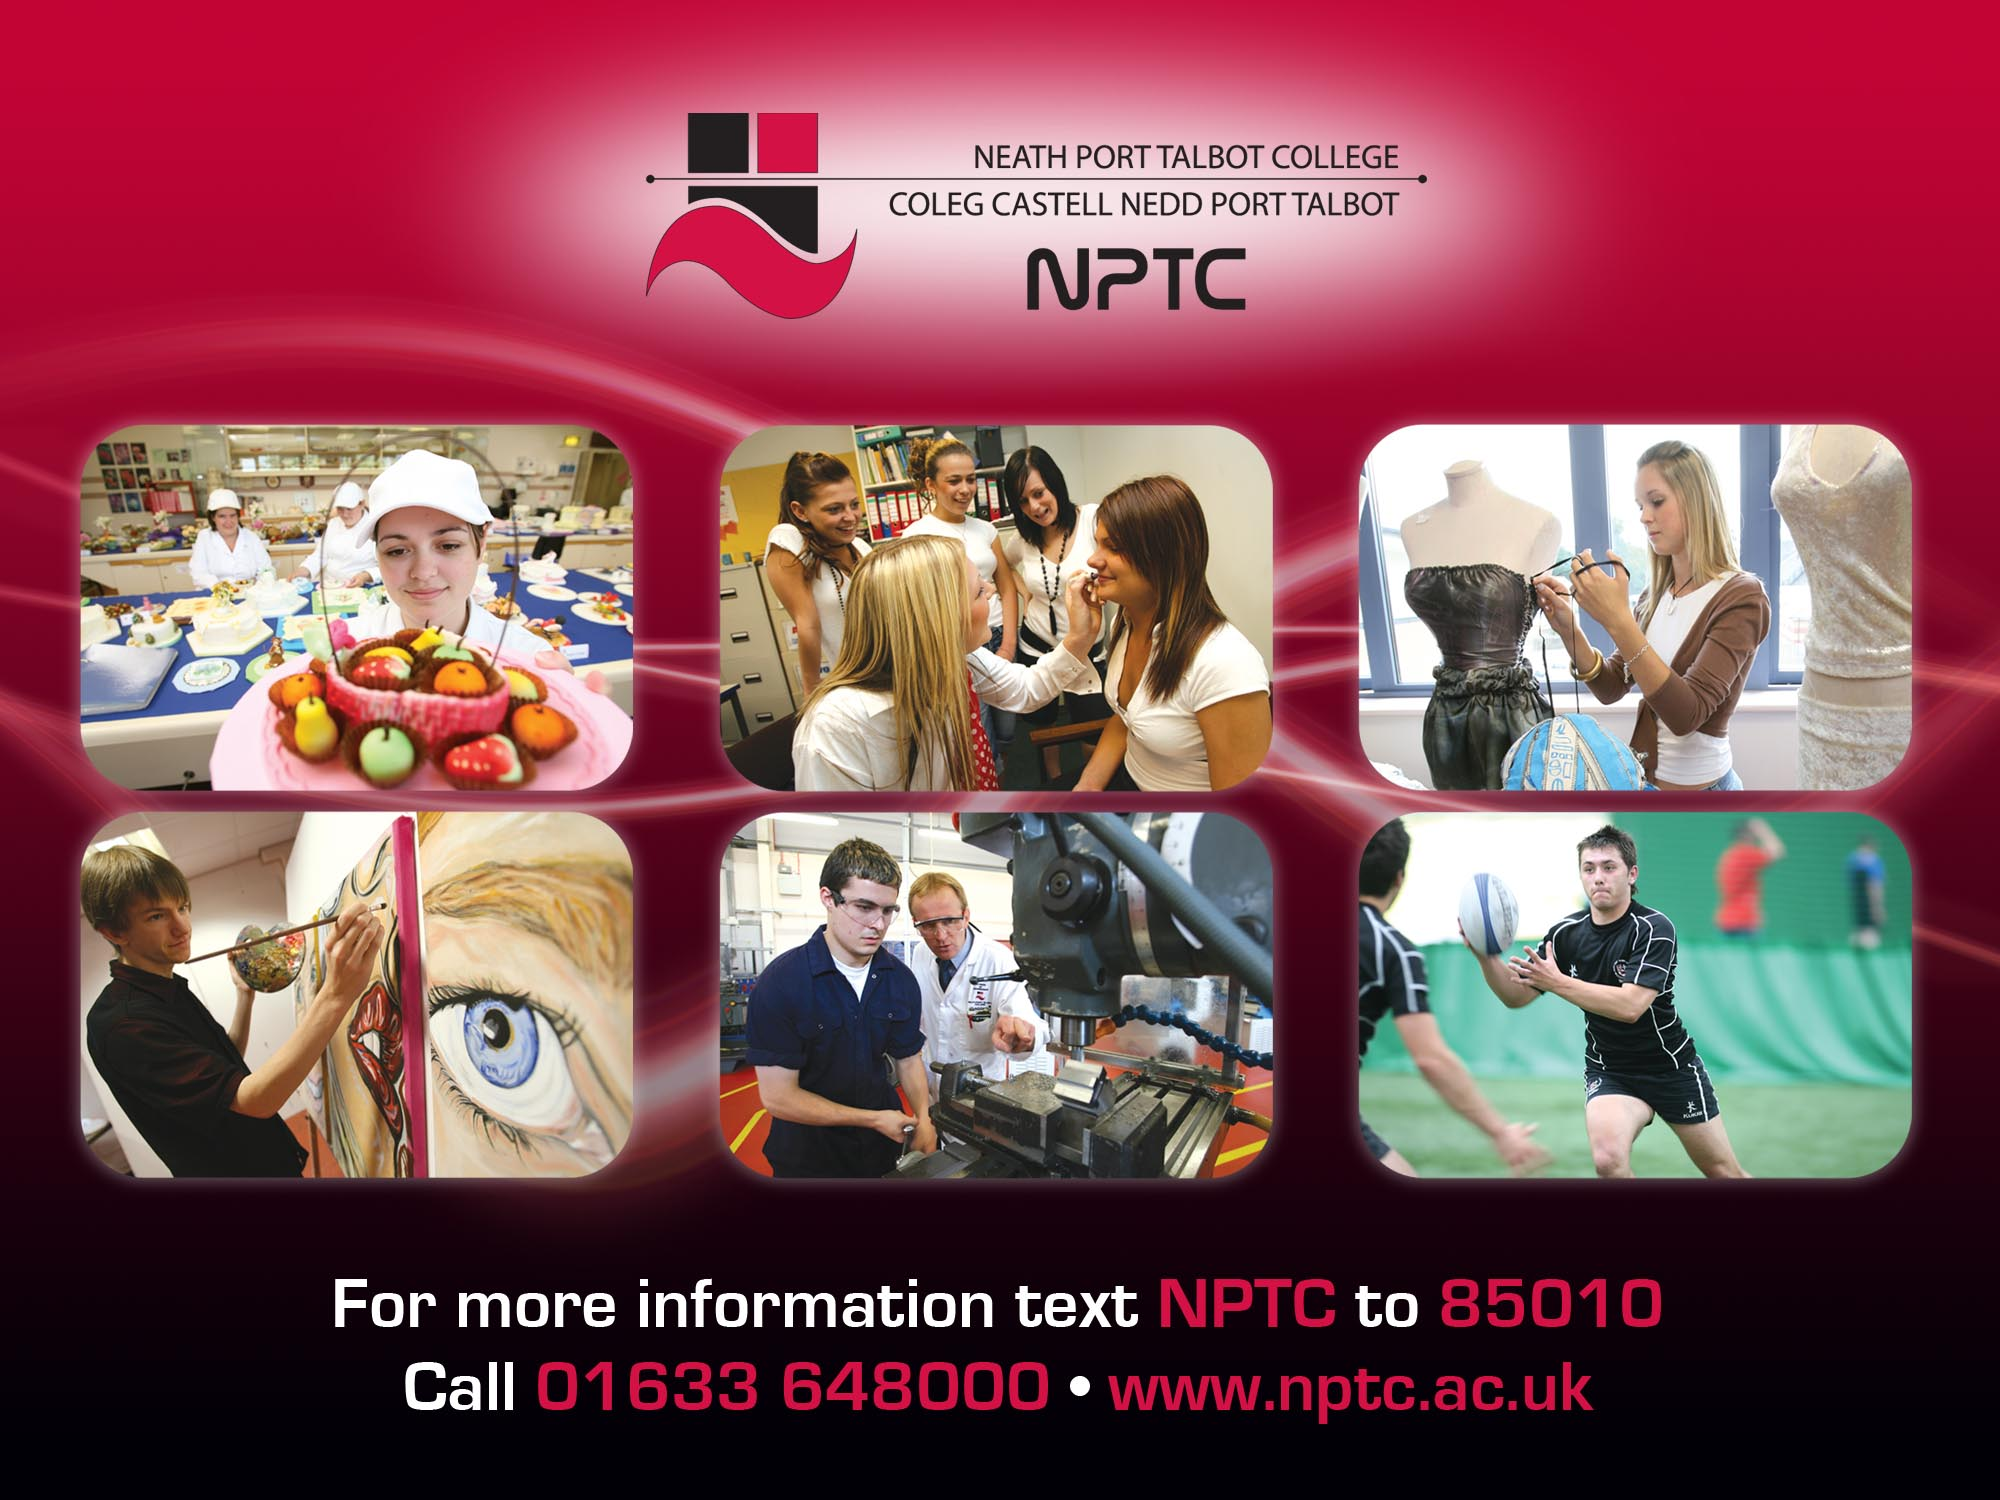 NEATH PORT TALBOT COLLEGE
COLEG CASTELL NEDD PORT TALBOT
NPTC
For more information text NPTC to 85010
Call 01633 648000 • www.nptc.ac.uk